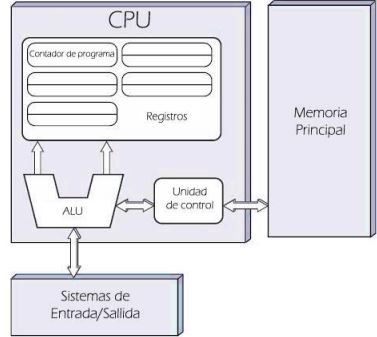 CPU
Contador de programa
Registros
ALU
Unidad
de control
Memoria
Principal
Sistemas de
Entrada/Sallida